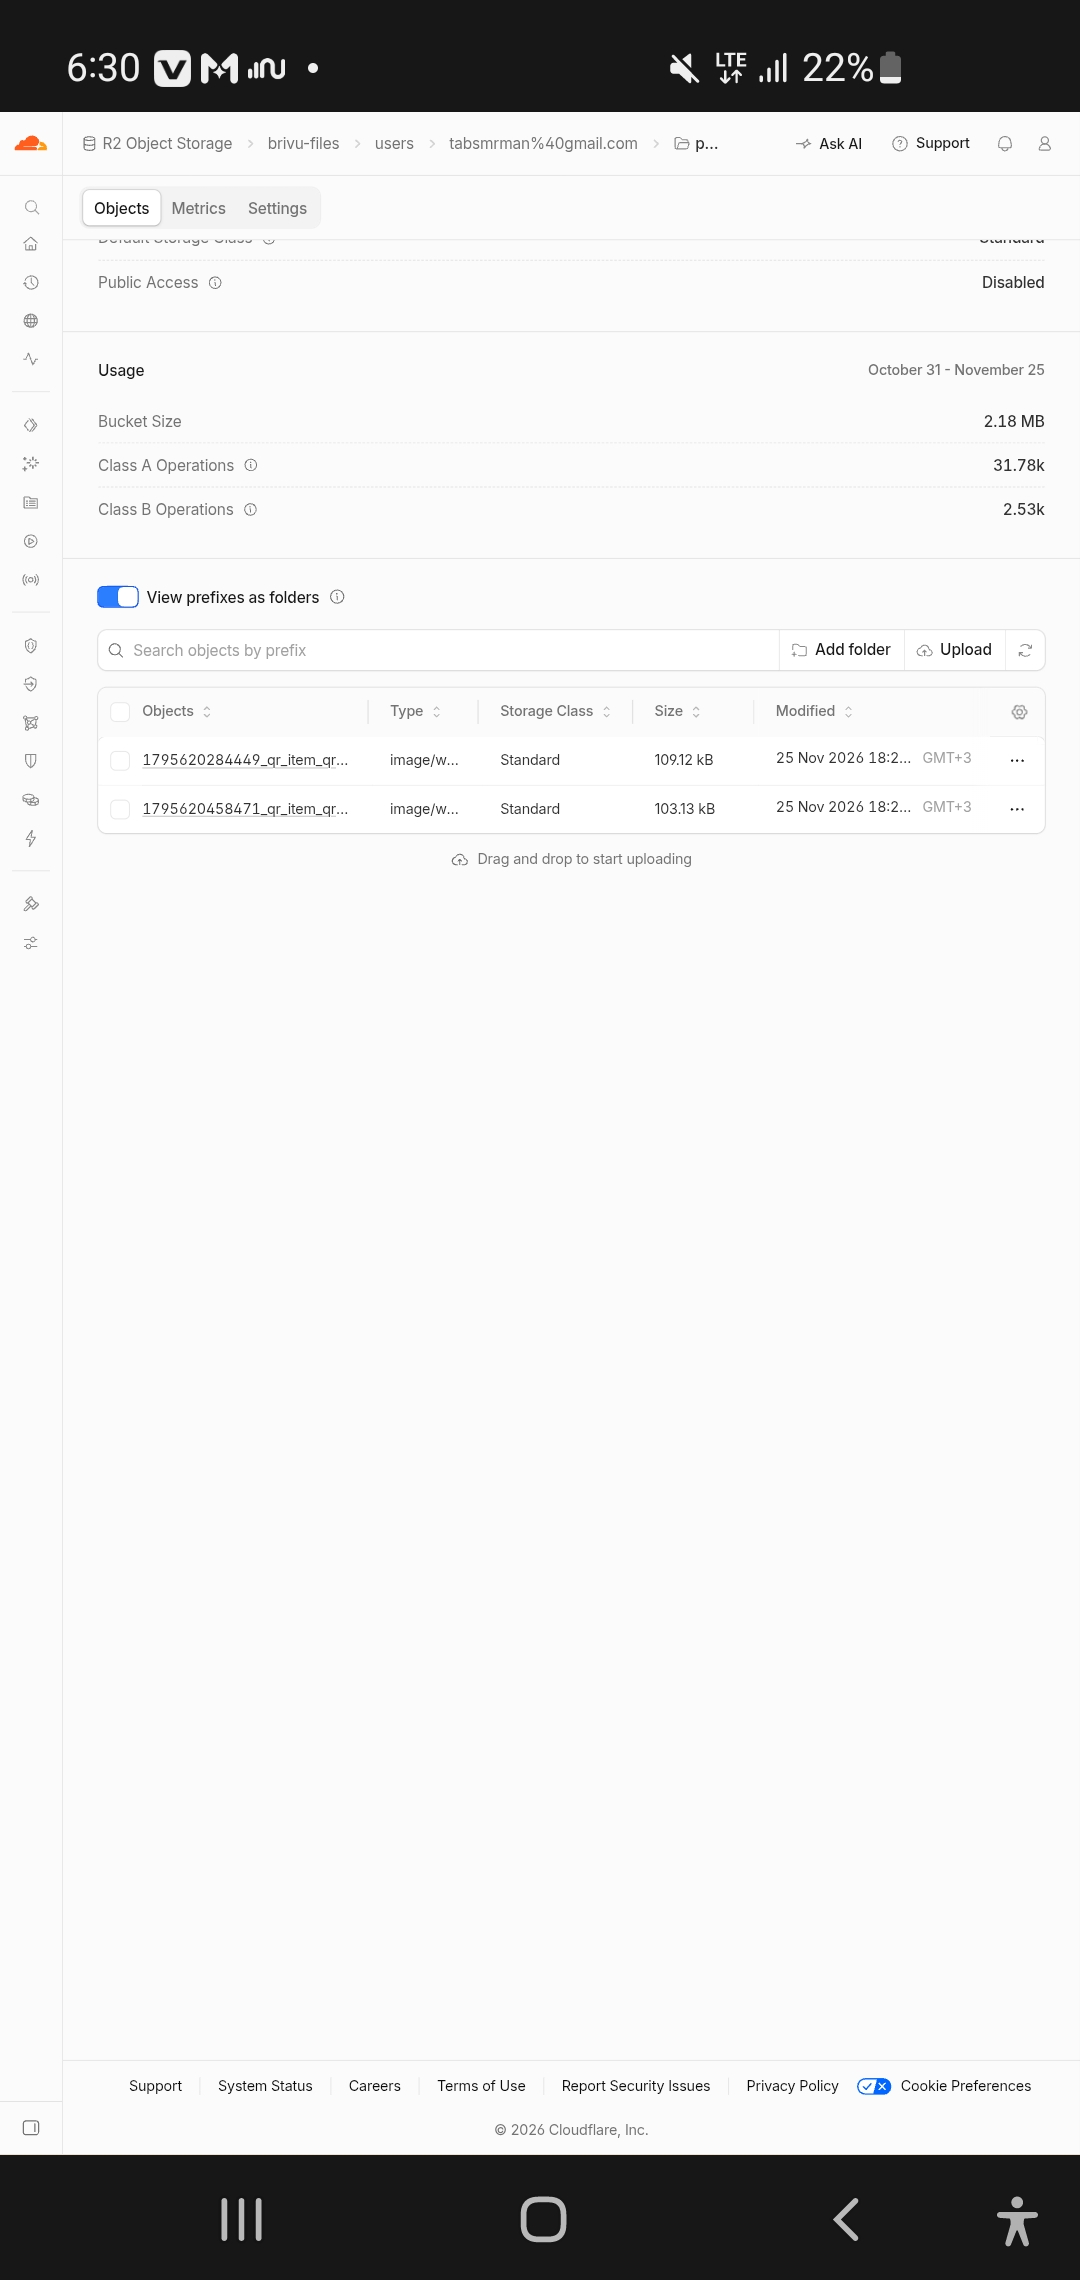 6:30
LTE
22%
R2 Object Storage > brivu-files > users > tabsmrman%40gmail.com > p...
Ask AI
Support
Objects
Metrics
Settings
Default Storage Class
Standard
Public Access
Disabled
Usage
October 31 - November 25
Bucket Size
2.18 MB
Class A Operations
31.78k
Class B Operations
2.53k
View prefixes as folders
Search objects by prefix
Add folder
Upload
Objects
Type
Storage Class
Size
Modified
1795620284449_qr_item_qr...
image/w...
Standard
109.12 kB
25 Nov 2026 18:2...
GMT+3
1795620458471_qr_item_qr...
image/w...
Standard
103.13 kB
25 Nov 2026 18:2...
GMT+3
Drag and drop to start uploading
Support
System Status
Careers
Terms of Use
Report Security Issues
Privacy Policy
Cookie Preferences
© 2026 Cloudflare, Inc.